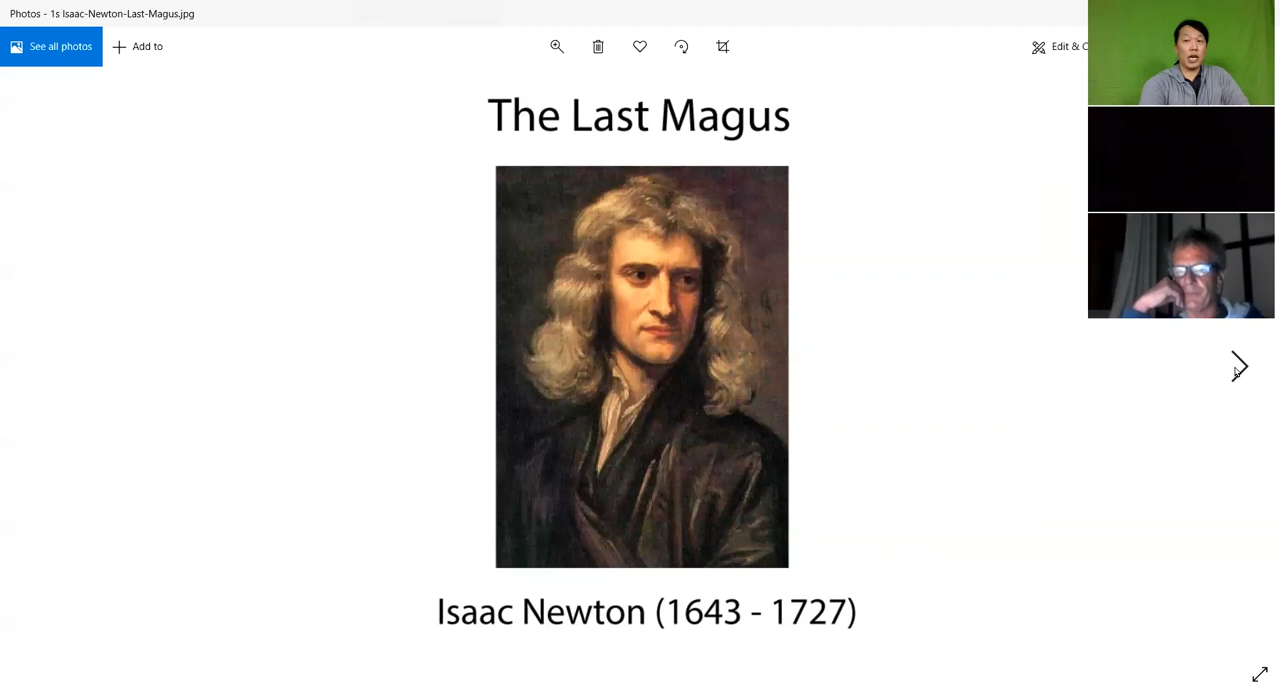 Photos - 1s Isaac-Newton-Last-Magus.jpg
See all photos
Add to
Edit & C
The Last Magus
Isaac Newton (1643 - 1727)